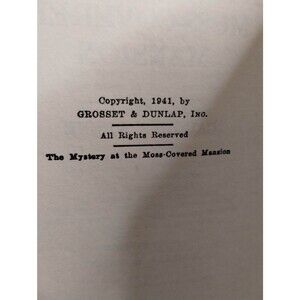 Copyright, 1941, by
GROSSET & DUNLAP, INC.
All Rights Reserved
The Mystery at the Moss-Covered Mansion